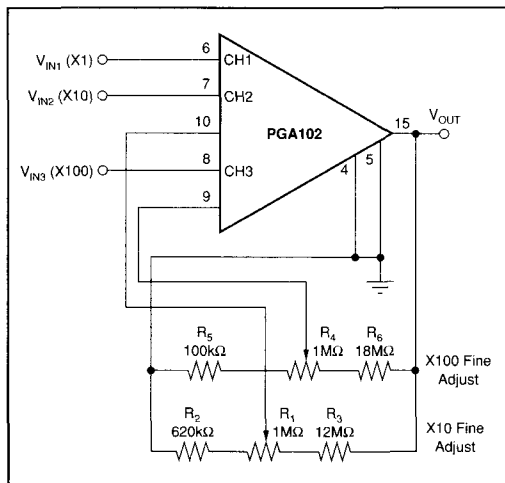 V_IN1 (X1)
6
CH1
V_IN2 (X10)
7
CH2
10
PGA102
15
V_OUT
V_IN3 (X100)
8
CH3
9
4
5
R5
100kΩ
R4
1MΩ
R6
18MΩ
X100 Fine
Adjust
R2
620kΩ
R1
1MΩ
R3
12MΩ
X10 Fine
Adjust